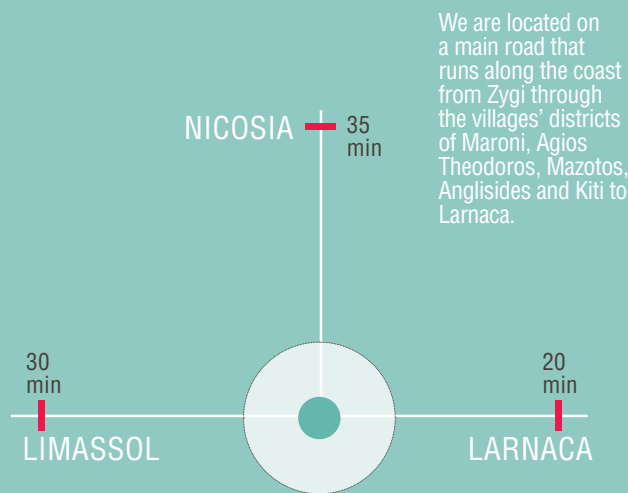 We are located on
a main road that
runs along the coast
from Zygi through
the villages’ districts
of Maroni, Agios
Theodoros, Mazotos,
Anglisides and Kiti to
Larnaca.
NICOSIA
35
min
30
min
LIMASSOL
20
min
LARNACA